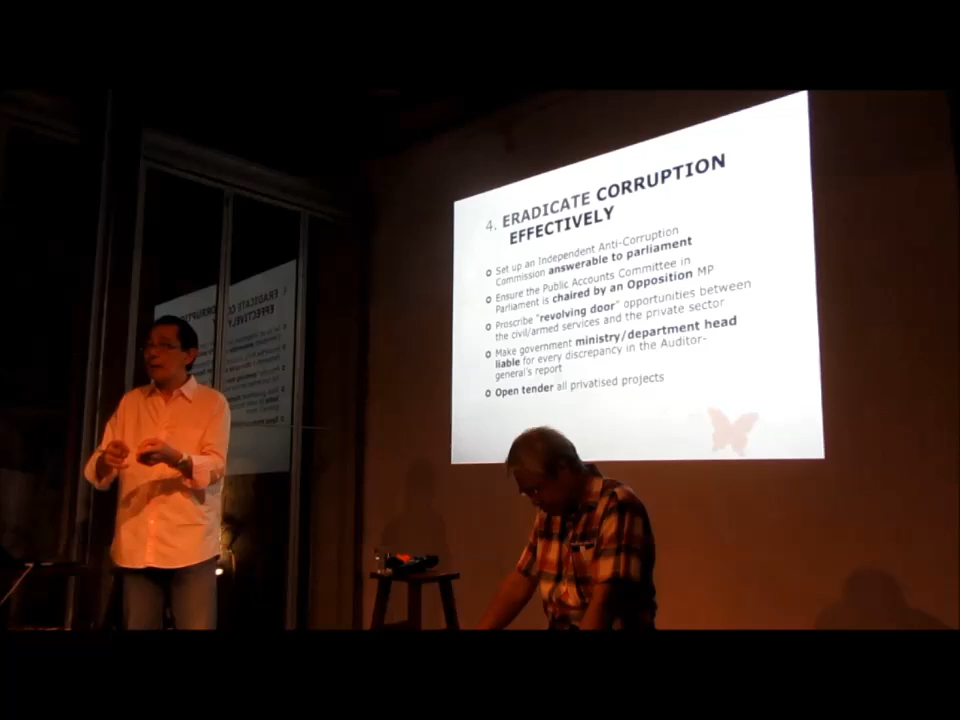 4. ERADICATE CORRUPTION
EFFECTIVELY
Set up an Independent Anti-Corruption
Commission answerable to parliament
Ensure the Public Accounts Committee in
Parliament is chaired by an Opposition MP
Proscribe "revolving door" opportunities between
the civil/armed services and the private sector
Make government ministry/department head
liable for every discrepancy in the Auditor-
general's report
Open tender all privatised projects